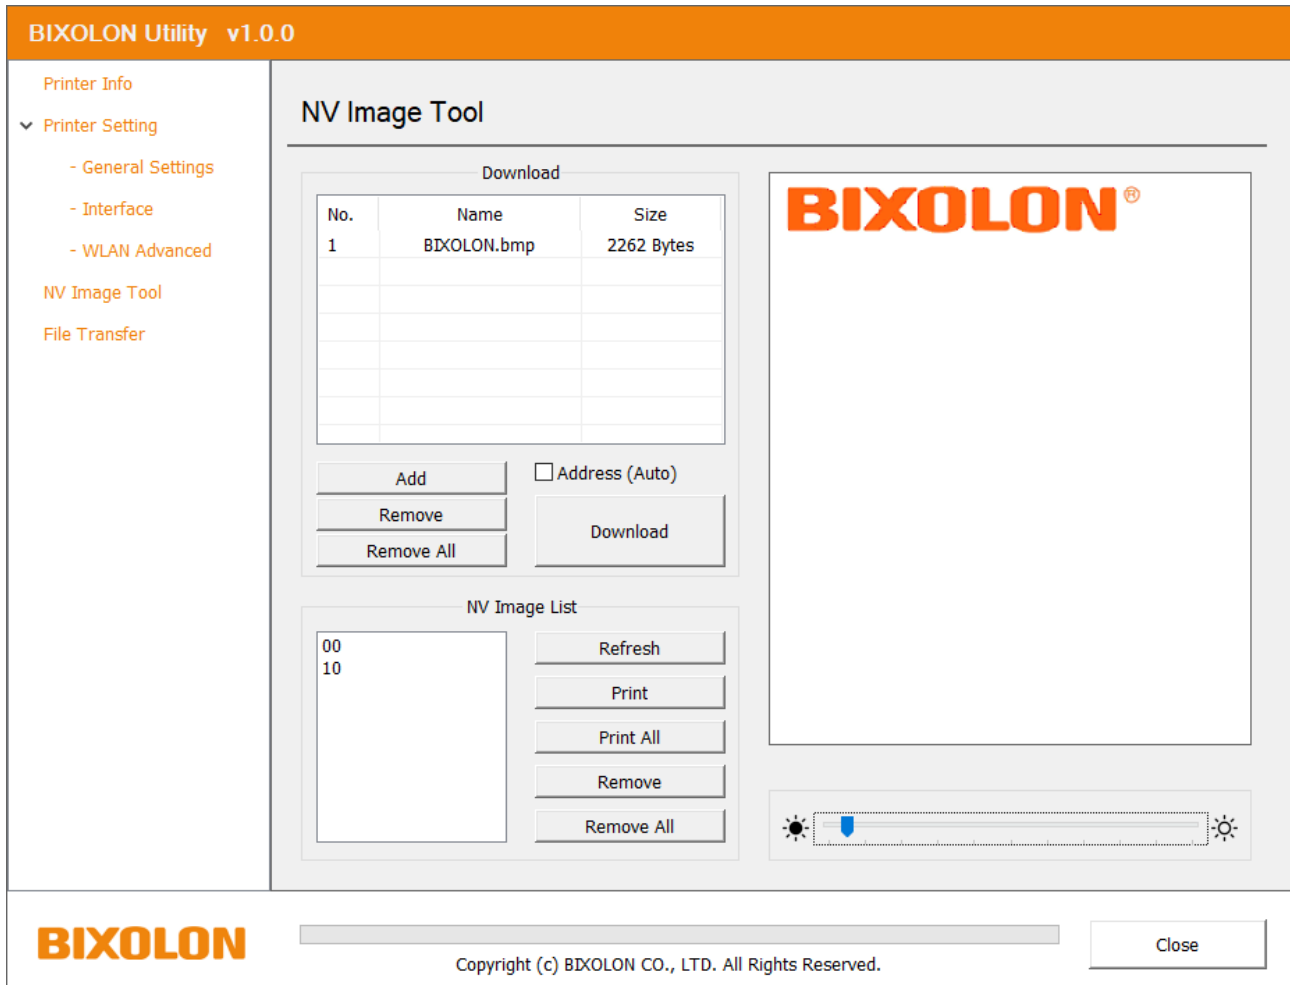 BIXOLON Utility v1.0.0
Printer Info
Printer Setting
- General Settings
- Interface
- WLAN Advanced
NV Image Tool
File Transfer
NV Image Tool
Download
No. Name Size
1 BIXOLON.bmp 2262 Bytes
Add
Remove
Remove All
Address (Auto)
Download
NV Image List
00
10
Refresh
Print
Print All
Remove
Remove All
BIXOLON®
BIXOLON
Copyright (c) BIXOLON CO., LTD. All Rights Reserved.
Close